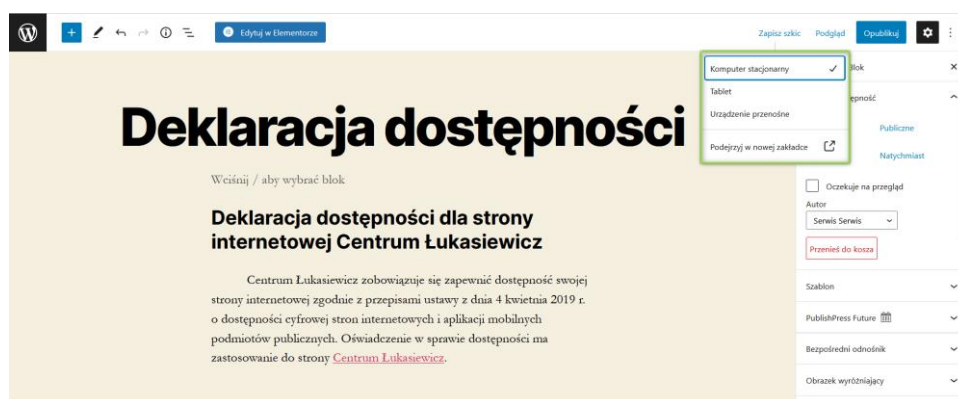 Edytuj w Elementorze
Zapisz szkic Podgląd Opublikuj
Komputer stacjonarny
Tablet
Urządzenie przenośne
Podejrzyj w nowej zakładce
Blok
ępność
Publiczne
Natychmiast
Oczekuje na przegląd
Autor
Serwis Serwis
Przenieś do kosza
Szablon
PublishPress Future
Bezpośredni odnośnik
Obrazek wyróżniający
Deklaracja dostępności
Weiśnij / aby wybrać blok
Deklaracja dostępności dla strony
internetowej Centrum Łukasiewicz
Centrum Łukasiewicz zobowiązuje się zapewnić dostępność swojej
strony internetowej zgodnie z przepisami ustawy z dnia 4 kwietnia 2019 r.
o dostępności cyfrowej stron internetowych i aplikacji mobilnych
podmiotów publicznych. Oświadczenie w sprawie dostępności ma
zastosowanie do strony Centrum Łukasiewicz.